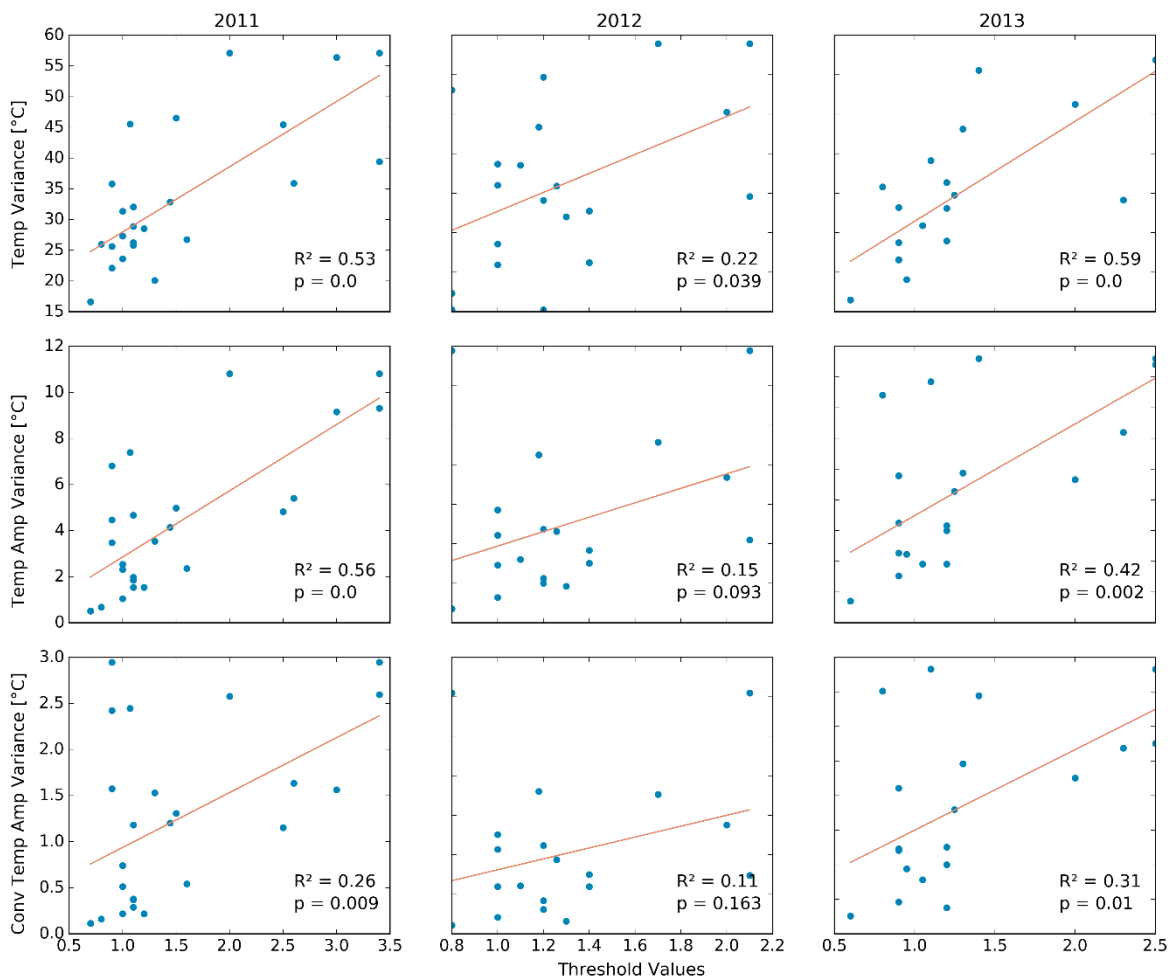 2011
2012
2013
Temp Variance [°C]
60
55
50
45
40
35
30
25
20
15
R² = 0.53
p = 0.0
R² = 0.22
p = 0.039
R² = 0.59
p = 0.0
Temp Amp Variance [°C]
12
10
8
6
4
2
0
R² = 0.56
p = 0.0
R² = 0.15
p = 0.093
R² = 0.42
p = 0.002
Conv Temp Amp Variance [°C]
3.0
2.5
2.0
1.5
1.0
0.5
0.0
R² = 0.26
p = 0.009
R² = 0.11
p = 0.163
R² = 0.31
p = 0.01
0.5 1.0 1.5 2.0 2.5 3.0 3.5
0.8 1.0 1.2 1.4 1.6 1.8 2.0 2.2
0.5 1.0 1.5 2.0 2.5
Threshold Values